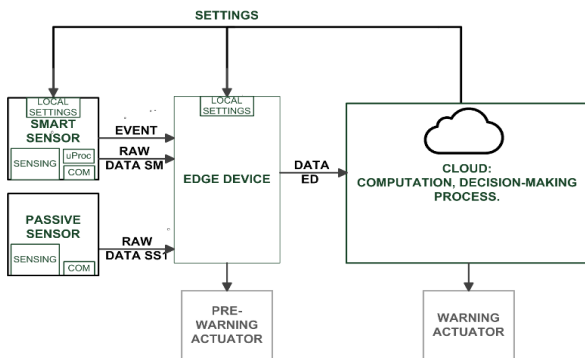 SETTINGS
LOCAL
SETTINGS
SMART
SENSOR
SENSING
uProc
COM
EVENT
RAW
DATA SM
LOCAL
SETTINGS
EDGE DEVICE
DATA
ED
CLOUD:
COMPUTATION, DECISION-MAKING
PROCESS.
PASSIVE
SENSOR
SENSING
COM
RAW
DATA SS1
PRE-
WARNING
ACTUATOR
WARNING
ACTUATOR